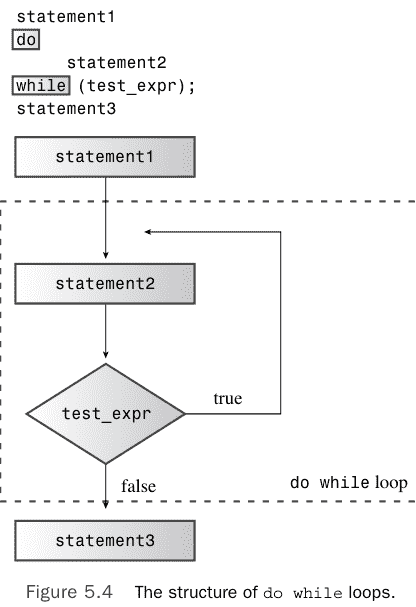 statement1
do
statement2
while (test_expr);
statement3
statement1
statement2
test_expr
true
false
do while loop
statement3
Figure 5.4 The structure of do while loops.